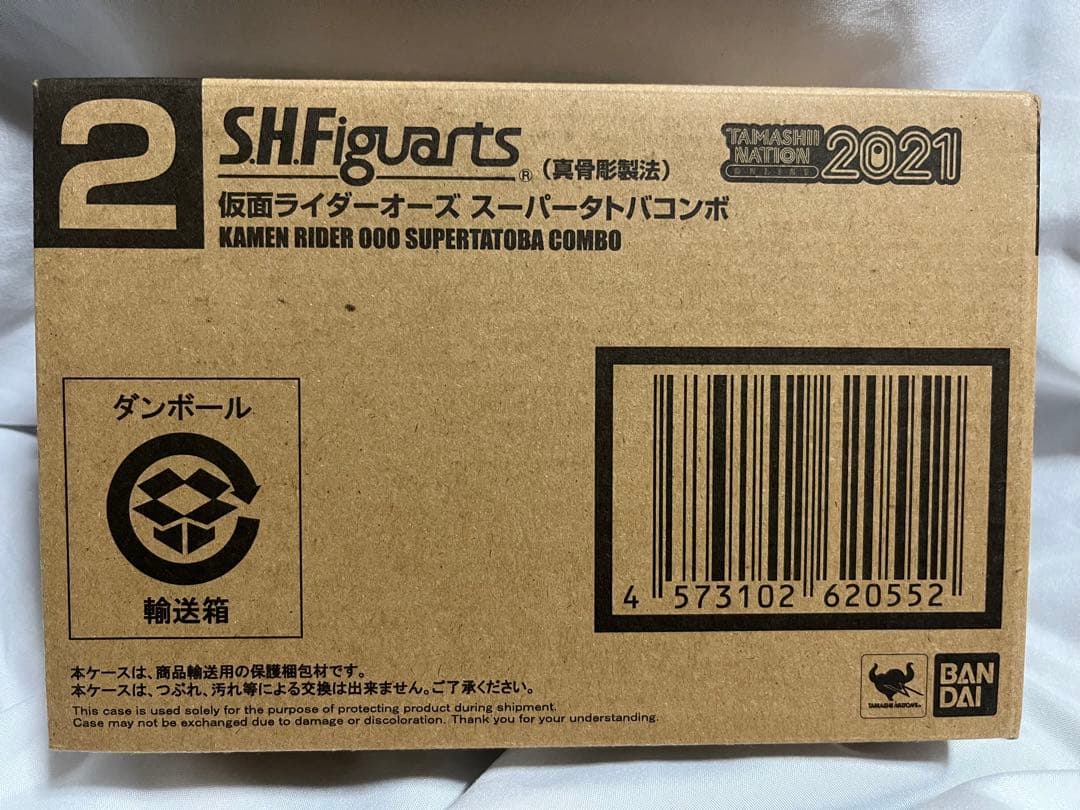 2
S.H.Figuarts® (真骨彫製法)
TAMASHII NATION ONLINE 2021
仮面ライダーオーズ スーパータトバコンボ
KAMEN RIDER OOO SUPERTATOBA COMBO
ダンボール
輸送箱
4 573102 620552
本ケースは、商品輸送用の保護梱包材です。
本ケースは、つぶれ、汚れ等による交換は出来ません。ご了承ください。
This case is used solely for the purpose of protecting product during shipment.
Case may not be exchanged due to damage or discoloration. Thank you for your understanding.
TAMASHII NATIONS
BAN
DAI